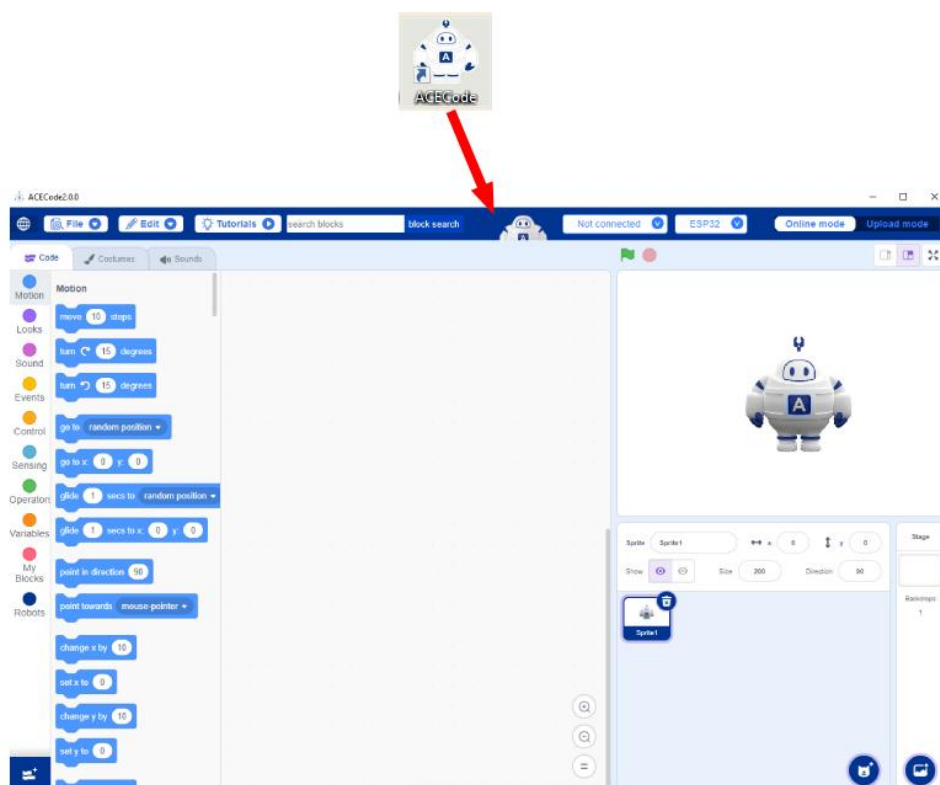 ACECode
ACECode2.0.0
File Edit Tutorials search blocks block search Not connected ESP32 Online mode Upload mode
Code Costumes Sounds
Motion
Looks
Sound
Events
Control
Sensing
Operators
Variables
My
Blocks
Robots
Motion
move 10 steps
turn 15 degrees
turn 15 degrees
go to random position
go to x: 0 y: 0
glide 1 secs to random position
glide 1 secs to x: 0 y: 0
point in direction 90
point towards mouse-pointer
change x by 10
set x to 0
change y by 10
set y to 0
A
Sprite Sprite1 x 0 y 0
Show Size 200 Direction 90
Sprite1
Stage
Backdrops
1